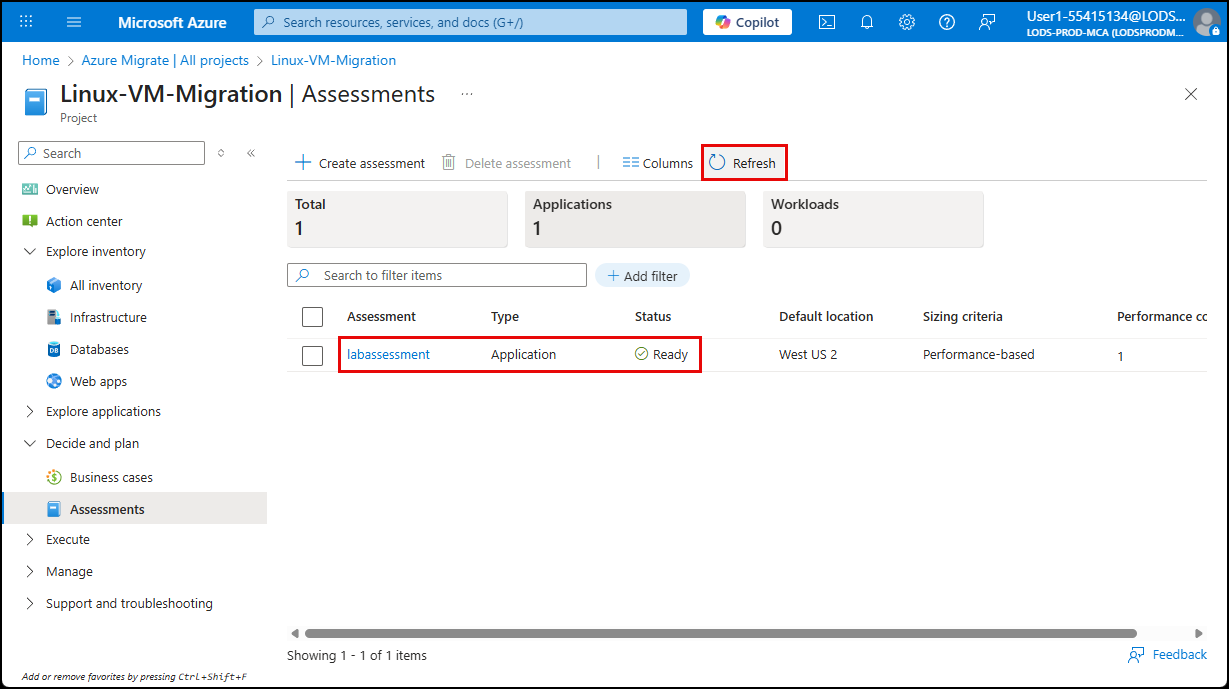 Microsoft Azure
Search resources, services, and docs (G+/)
Copilot
User1-55415134@LODS...
LODS-PROD-MCA (LODSPRODM...
Home > Azure Migrate | All projects > Linux-VM-Migration
Linux-VM-Migration | Assessments ...
Project
Search
Overview
Action center
Explore inventory
All inventory
Infrastructure
Databases
Web apps
Explore applications
Decide and plan
Business cases
Assessments
Execute
Manage
Support and troubleshooting
Add or remove favorites by pressing Ctrl+Shift+F
Create assessment Delete assessment | Columns Refresh
Total Applications Workloads
1 1 0
Search to filter items
Add filter
Assessment Type Status Default location Sizing criteria Performance co
labassessment Application Ready West US 2 Performance-based 1
Showing 1 - 1 of 1 items
Feedback